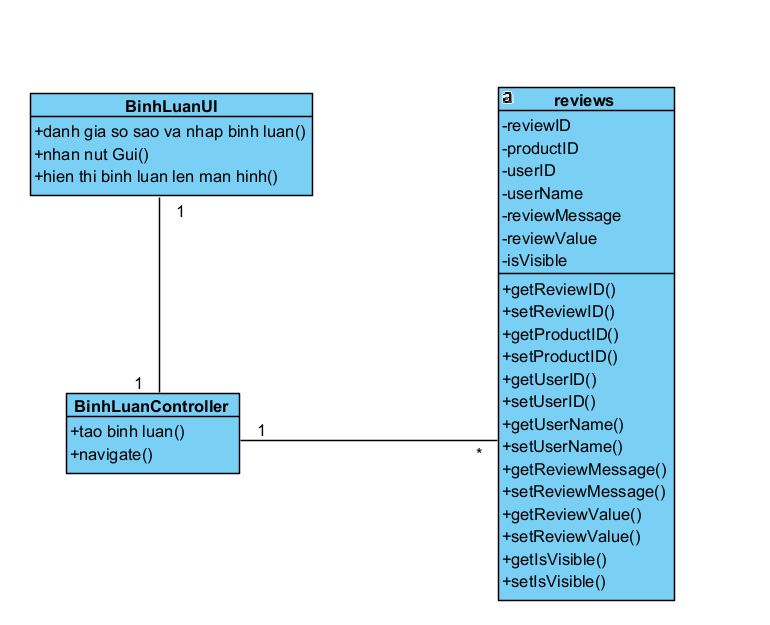 BinhLuanUI
+danh gia so sao va nhap binh luan()
+nhan nut Gui()
+hien thi binh luan len man hinh()
1
1
BinhLuanController
+tao binh luan()
+navigate()
1
*
a
reviews
-reviewID
-productID
-userID
-userName
-reviewMessage
-reviewValue
-isVisible
+getReviewID()
+setReviewID()
+getProductID()
+setProductID()
+getUserID()
+setUserID()
+getUserName()
+setUserName()
+getReviewMessage()
+setReviewMessage()
+getReviewValue()
+setReviewValue()
+getIsVisible()
+setIsVisible()